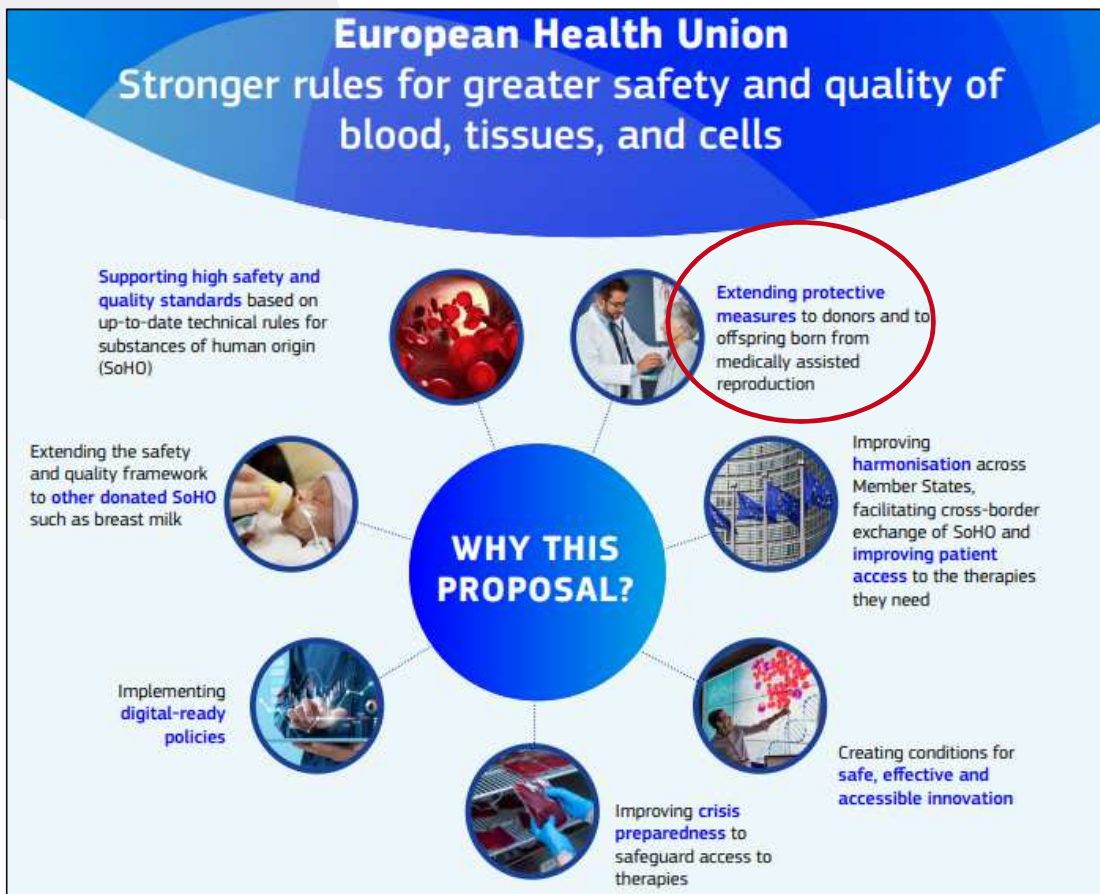 European Health Union
Stronger rules for greater safety and quality of
blood, tissues, and cells
Supporting high safety and
quality standards based on
up-to-date technical rules for
substances of human origin
(SoHO)
Extending protective
measures to donors and to
offspring born from
medically assisted
reproduction
Extending the safety
and quality framework
to other donated SoHO
such as breast milk
Improving
harmonisation across
Member States,
facilitating cross-border
exchange of SoHO and
improving patient
access to the therapies
they need
WHY THIS
PROPOSAL?
Implementing
digital-ready
policies
Creating conditions for
safe, effective and
accessible innovation
Improving crisis
preparedness to
safeguard access to
therapies